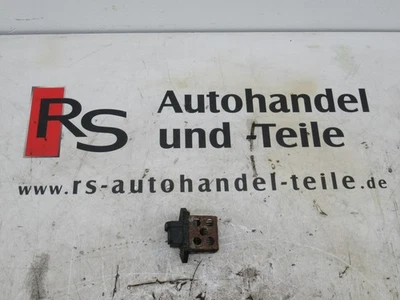 RS Autohandel
und -Teile
www.rs-autohandel-teile.de